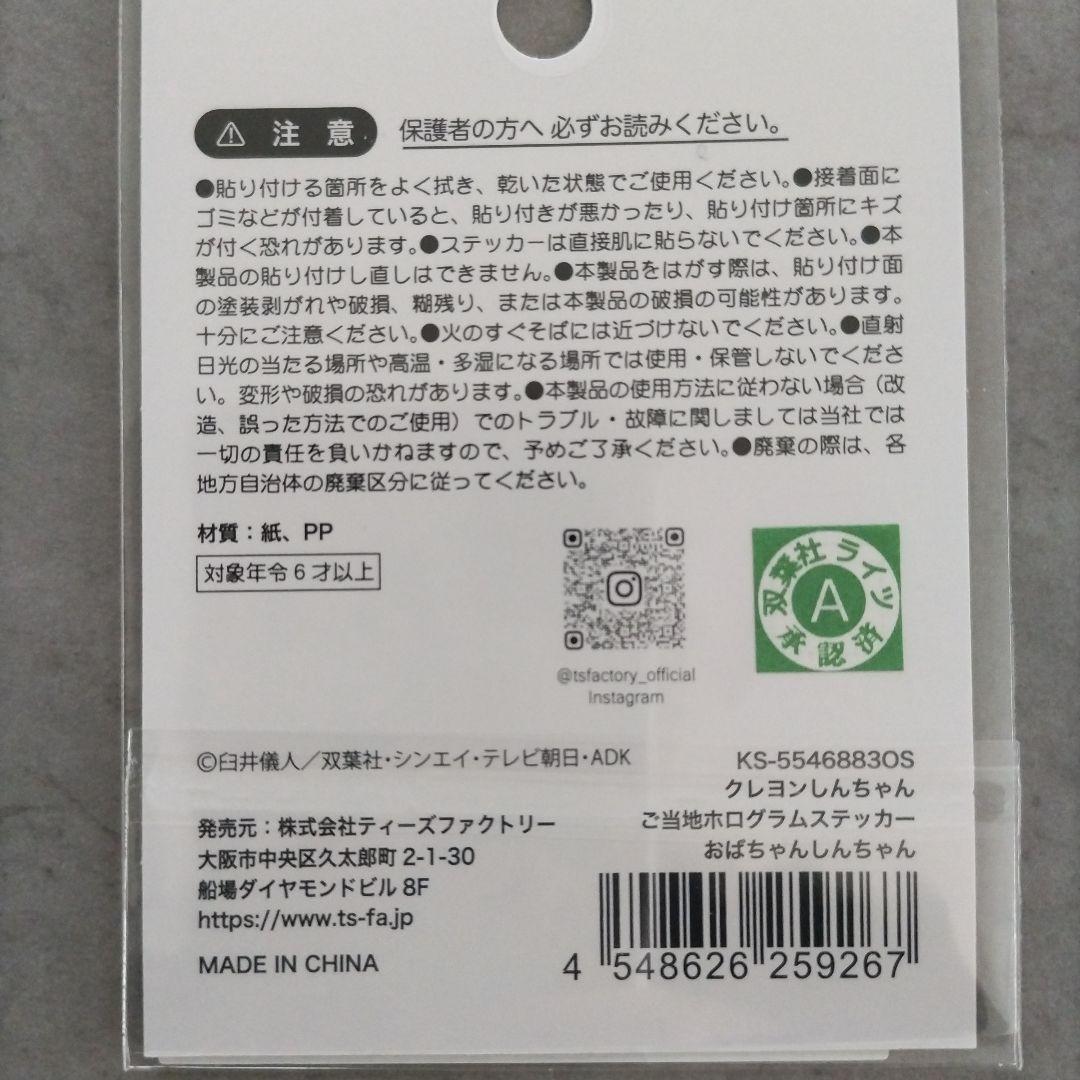 ⚠ 注意 保護者の方へ 必ずお読みください。
●貼り付ける箇所をよく拭き、乾いた状態でご使用ください。●接着面に
ゴミなどが付着していると、貼り付きが悪かったり、貼り付け箇所にキズ
が付く恐れがあります。●ステッカーは直接肌に貼らないでください。●本
製品の貼り付けし直しはできません。●本製品をはがす際は、貼り付け面
の塗装剥がれや破損、糊残り、または本製品の破損の可能性があります。
十分にご注意ください。●火のすぐそばには近づけないでください。●直射
日光の当たる場所や高温・多湿になる場所では使用・保管しないでくださ
い。変形や破損の恐れがあります。●本製品の使用方法に従わない場合（改
造、誤った方法でのご使用）でのトラブル・故障に関しましては当社では
一切の責任を負いかねますので、予めご了承ください。●廃棄の際は、各
地方自治体の廃棄区分に従ってください。
材質：紙、PP
対象年令6才以上
@tsfactory_official
Instagram
双葉社ライツ
A
承認済
©臼井儀人／双葉社・シンエイ・テレビ朝日・ADK
発売元：株式会社ティーズファクトリー
大阪市中央区久太郎町2-1-30
船場ダイヤモンドビル8F
https://www.ts-fa.jp
MADE IN CHINA
KS-5546883OS
クレヨンしんちゃん
ご当地ホログラムステッカー
おばちゃんしんちゃん
4 548626 259267